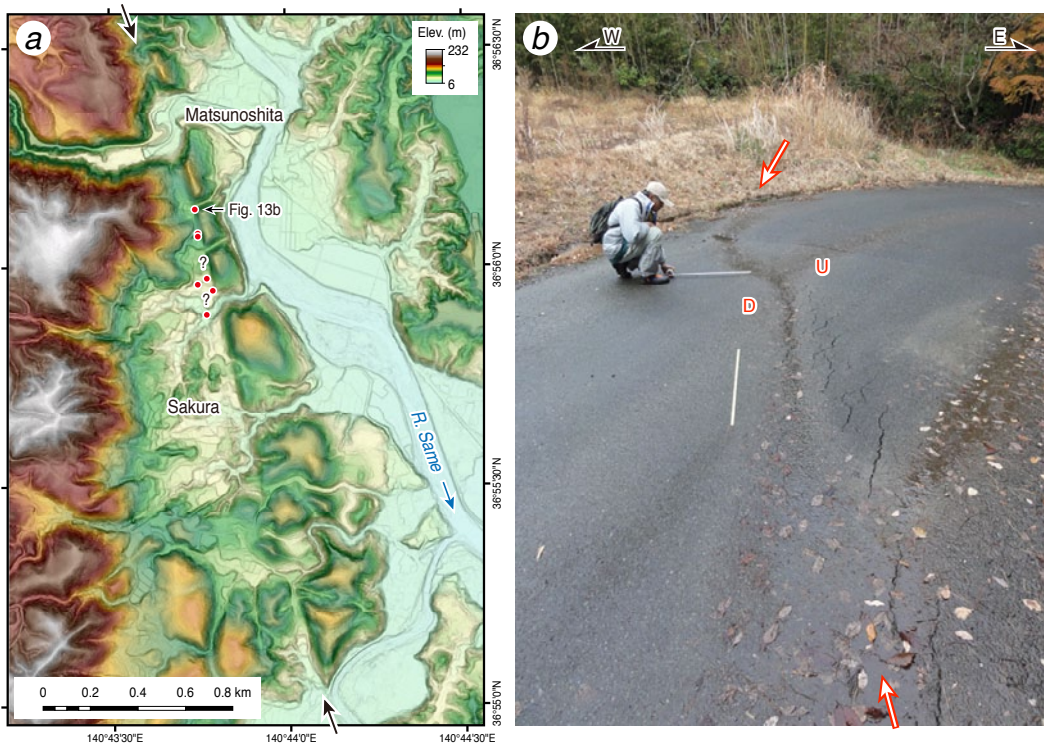 a
Elev. (m)
232
6
36°56'30"N
Matsunoshita
Fig. 13b
?
36°56'0"N
?
Sakura
R. Same
36°55'30"N
0 0.2 0.4 0.6 0.8 km
36°55'0"N
140°43'30"E 140°44'0"E 140°44'30"E
b
W
E
U
D